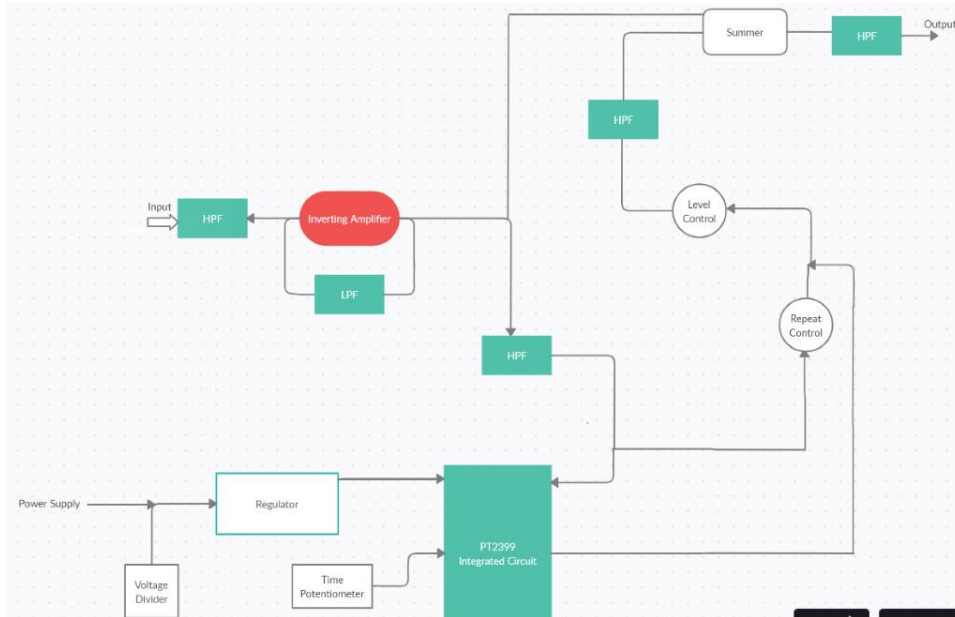 Summer
HPF
Output
HPF
Input
HPF
Inverting Amplifier
Level
Control
LPF
Repeat
Control
HPF
Power Supply
Regulator
PT2399
Integrated Circuit
Voltage
Divider
Time
Potentiometer